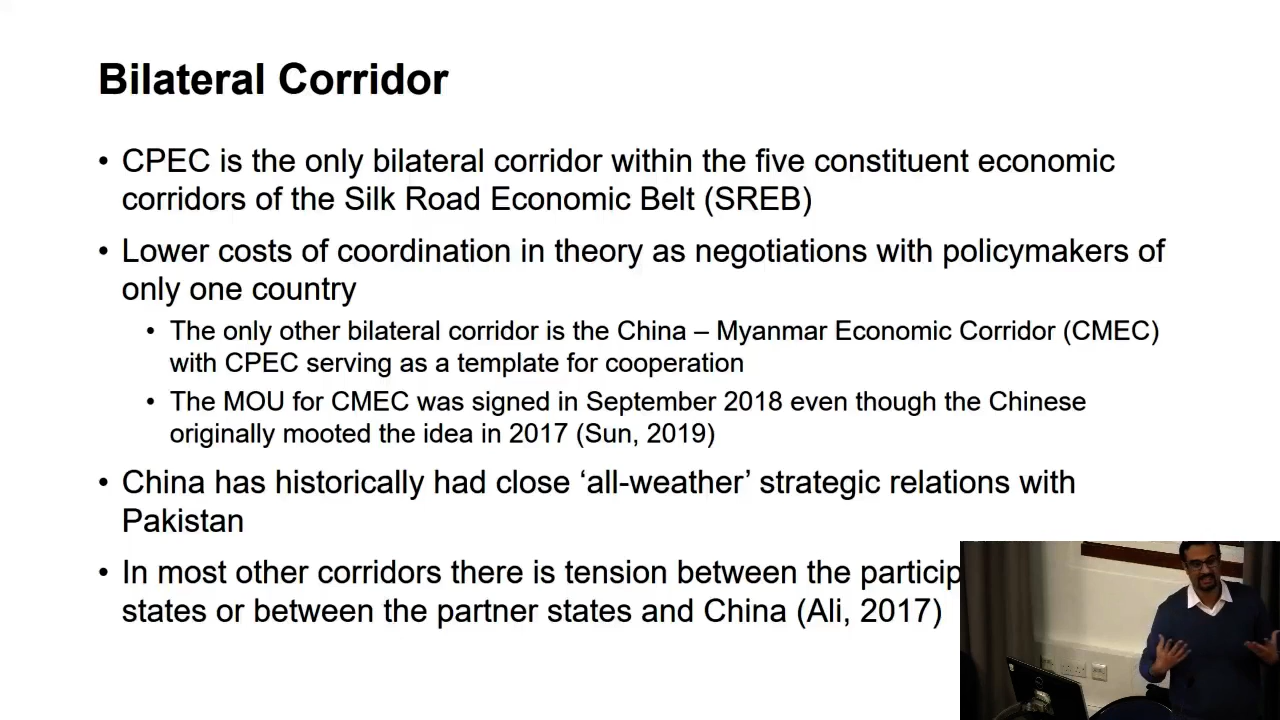 Bilateral Corridor
• CPEC is the only bilateral corridor within the five constituent economic
corridors of the Silk Road Economic Belt (SREB)
• Lower costs of coordination in theory as negotiations with policymakers of
only one country
• The only other bilateral corridor is the China – Myanmar Economic Corridor (CMEC)
with CPEC serving as a template for cooperation
• The MOU for CMEC was signed in September 2018 even though the Chinese
originally mooted the idea in 2017 (Sun, 2019)
• China has historically had close ‘all-weather’ strategic relations with
Pakistan
• In most other corridors there is tension between the
states or between the partner states and China (Ali, 2017)